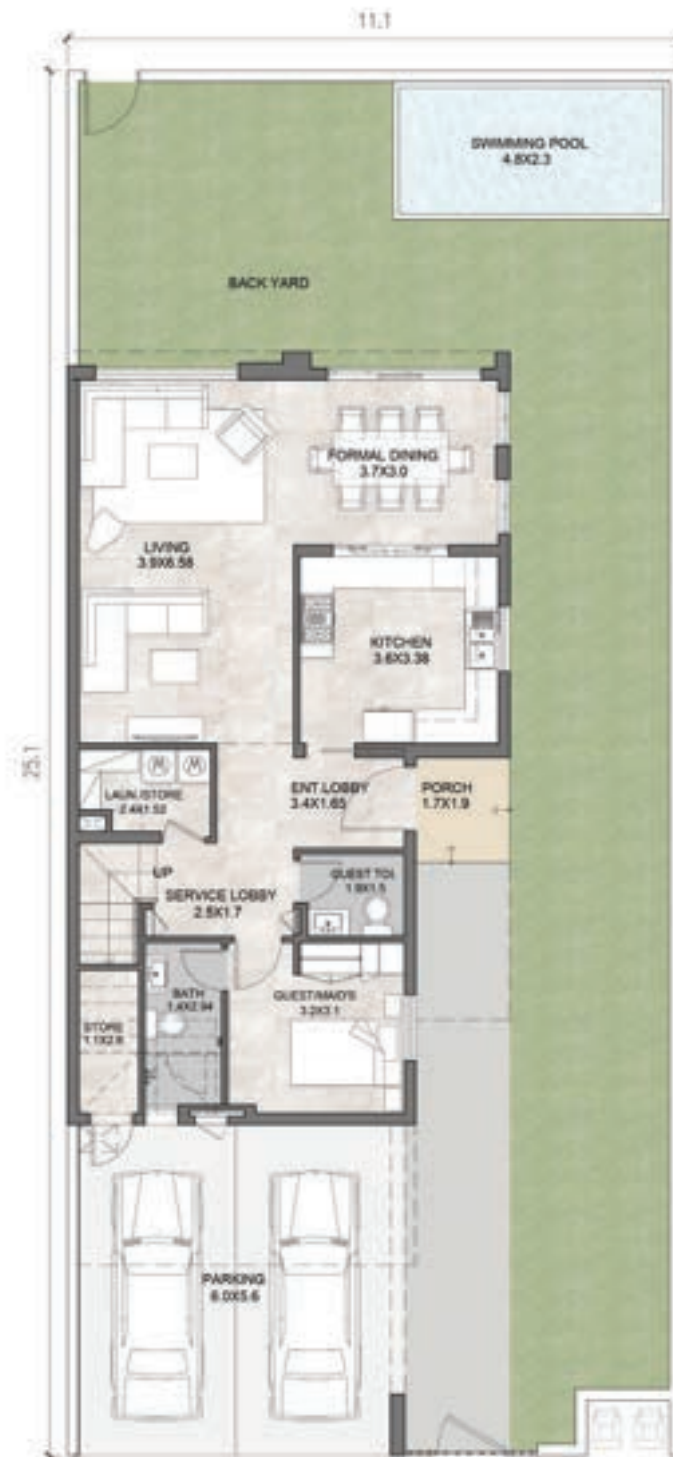 11.1
SWIMMING POOL
4.8X2.3
BACK YARD
FORMAL DINING
3.7X3.0
LIVING
3.9X6.58
KITCHEN
3.6X3.38
25.1
LAUN./STORE
2.4X1.52
ENT.LOBBY
3.4X1.65
PORCH
1.7X1.9
UP
SERVICE LOBBY
2.5X1.7
GUEST TOI.
1.9X1.5
BATH
1.4X2.94
GUEST/MAID'S
3.2X3.1
STORE
1.1X2.8
PARKING
6.0X5.6